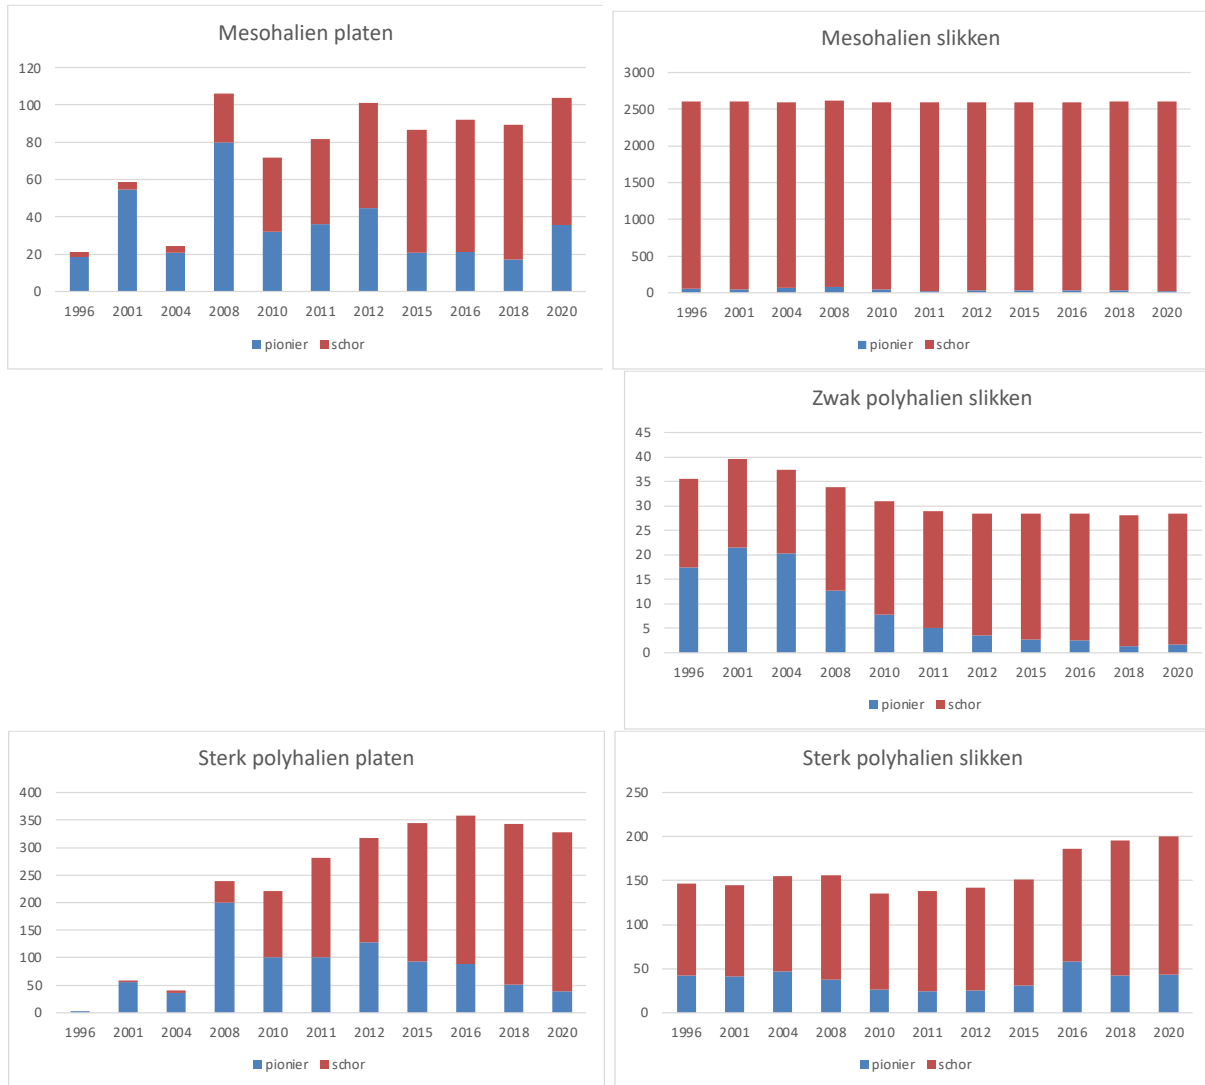 Mesohalien platen
120
100
80
60
40
20
0
1996 2001 2004 2008 2010 2011 2012 2015 2016 2018 2020
pionier schor
Mesohalien slikken
3000
2500
2000
1500
1000
500
0
1996 2001 2004 2008 2010 2011 2012 2015 2016 2018 2020
pionier schor
Zwak polyhalien slikken
45
40
35
30
25
20
15
10
5
0
1996 2001 2004 2008 2010 2011 2012 2015 2016 2018 2020
pionier schor
Sterk polyhalien platen
400
350
300
250
200
150
100
50
0
1996 2001 2004 2008 2010 2011 2012 2015 2016 2018 2020
pionier schor
Sterk polyhalien slikken
250
200
150
100
50
0
1996 2001 2004 2008 2010 2011 2012 2015 2016 2018 2020
pionier schor